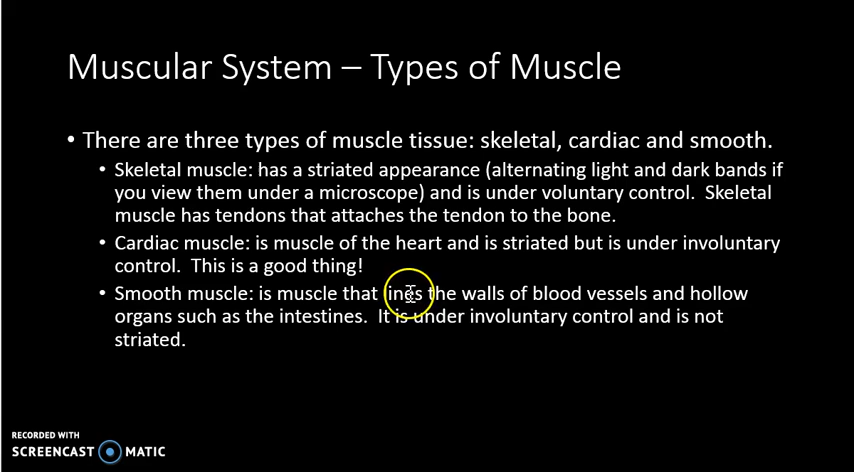 Muscular System – Types of Muscle
• There are three types of muscle tissue: skeletal, cardiac and smooth.
• Skeletal muscle: has a striated appearance (alternating light and dark bands if
you view them under a microscope) and is under voluntary control.  Skeletal
muscle has tendons that attaches the tendon to the bone.
• Cardiac muscle: is muscle of the heart and is striated but is under involuntary
control.  This is a good thing!
• Smooth muscle: is muscle that lines the walls of blood vessels and hollow
organs such as the intestines.  It is under involuntary control and is not
striated.
RECORDED WITH
SCREENCAST MATIC